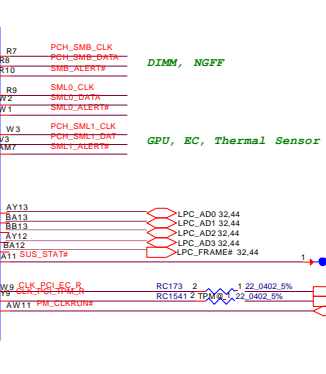 R7 PCH_SMB_CLK
R8 PCH_SMB_DATA
R10 SMB_ALERT#
DIMM, NGFF
R9 SML0_CLK
W2 SML0_DATA
W1 SML0_ALERT#
W3 PCH_SML1_CLK
V3 PCH_SML1_DAT
AM7 SML1_ALERT#
GPU, EC, Thermal Sensor
AY13 LPC_AD0 32,44
BA13 LPC_AD1 32,44
BB13 LPC_AD2 32,44
AY12 LPC_AD3 32,44
BA12 LPC_FRAME# 32,44
A11 SUS_STAT# 1
W9 CLK_PCI_EC_R RC173 2 1 22_0402_5%
Y9 CLK_PCI_TPM_R RC1541 2 TPM@ 1 22_0402_5%
AW11 PM_CLKRUN#